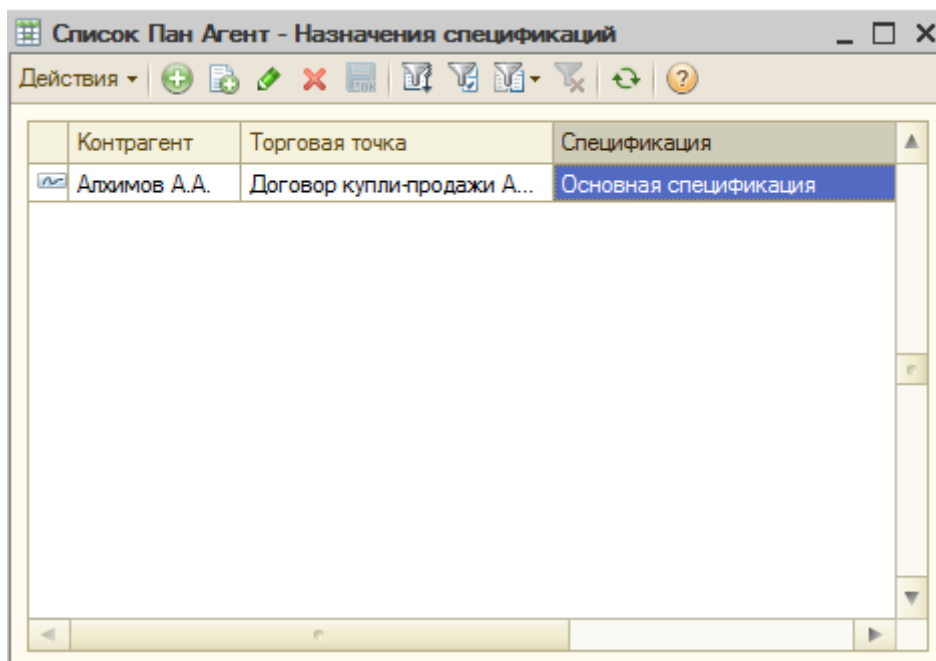 Список Пан Агент - Назначения спецификаций
Действия
Контрагент Торговая точка Спецификация
Алхимов А.А. Договор купли-продажи А... Основная спецификация